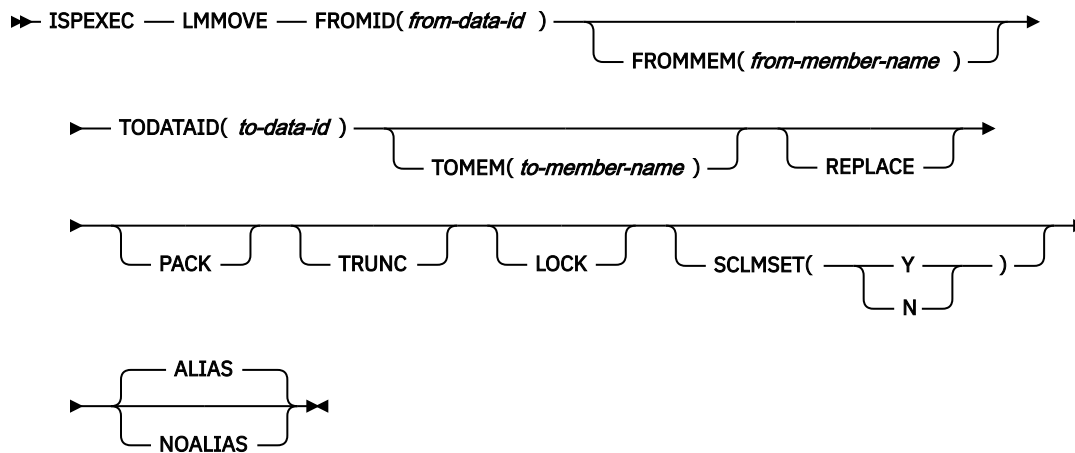 ISPEXEC LMMOVE FROMID( from-data-id )
FROMMEM( from-member-name )
TODATAID( to-data-id )
TOMEM( to-member-name )
REPLACE
PACK
TRUNC
LOCK
SCLMSET( Y )
N
ALIAS
NOALIAS